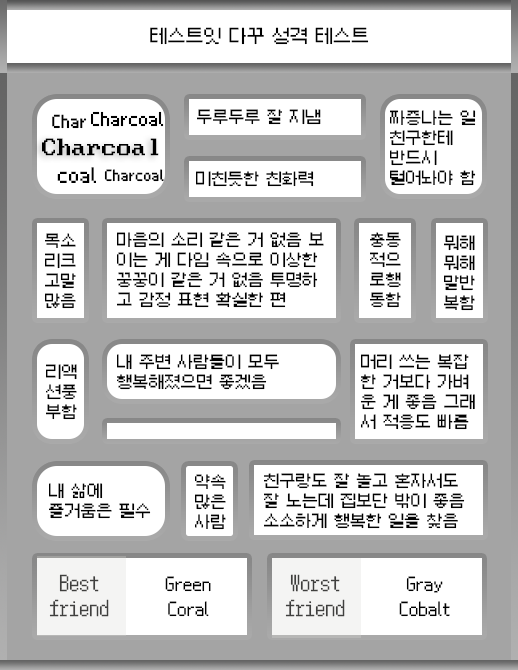 테스트잇 다꾸 성격 테스트
Char Charcoal
Charcoal
coal Charcoal
두루두루 잘 지냄
미친듯한 친화력
짜증나는 일
친구한테
반드시
털어놔야 함
목소
리크
고말
많음
마음의 소리 같은 거 없음 보
이는 게 다임 속으로 이상한
꿍꿍이 같은 거 없음 투명하
고 감정 표현 확실한 편
충동
적으
로행
동함
뭐해
뭐해
말반
복함
리액
션풍
부함
내 주변 사람들이 모두
행복해졌으면 좋겠음
머리 쓰는 복잡
한 거보다 가벼
운 게 좋음 그래
서 적응도 빠름
내 삶에
즐거움은 필수
약속
많은
사람
친구랑도 잘 놀고 혼자서도
잘 노는데 집보단 밖이 좋음
소소하게 행복한 일을 찾음
Best
friend
Green
Coral
Worst
friend
Gray
Cobalt